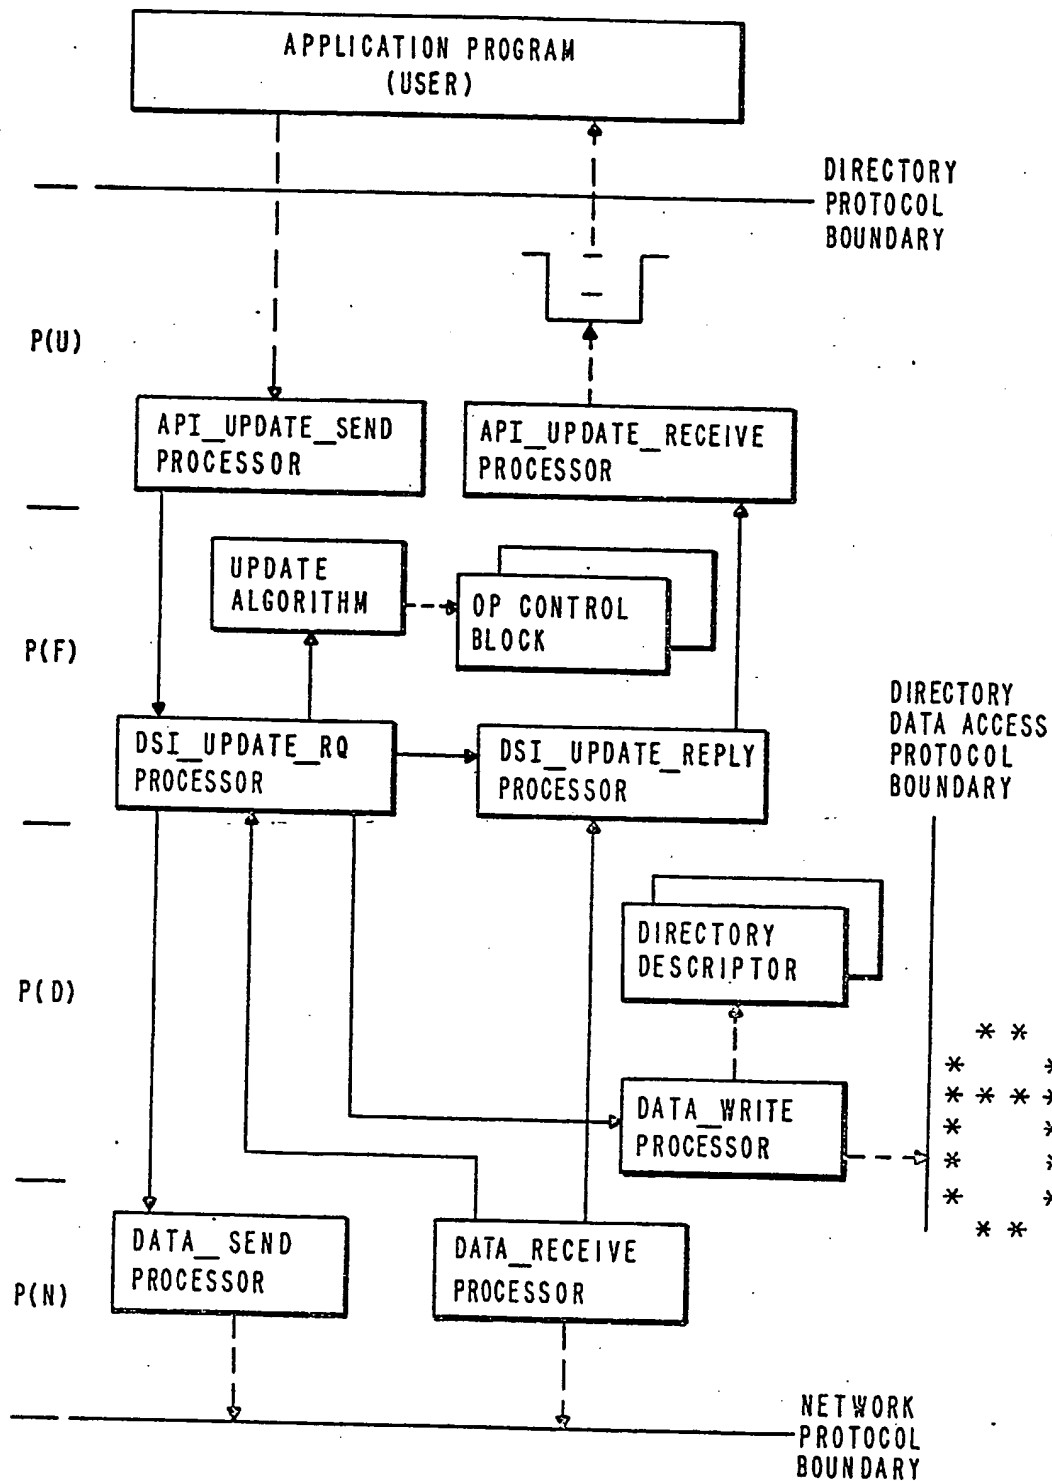 APPLICATION PROGRAM
(USER)
DIRECTORY
PROTOCOL
BOUNDARY
P(U)
API_UPDATE_SEND
PROCESSOR
API_UPDATE_RECEIVE
PROCESSOR
UPDATE
ALGORITHM
OP CONTROL
BLOCK
P(F)
DIRECTORY
DATA ACCESS
PROTOCOL
BOUNDARY
DSI_UPDATE_RQ
PROCESSOR
DSI_UPDATE_REPLY
PROCESSOR
DIRECTORY
DESCRIPTOR
P(D)
DATA_WRITE
PROCESSOR
DATA_SEND
PROCESSOR
DATA_RECEIVE
PROCESSOR
P(N)
NETWORK
PROTOCOL
BOUNDARY